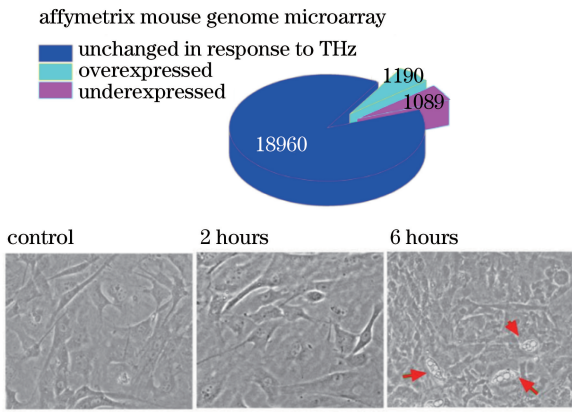 affymetrix mouse genome microarray
unchanged in response to THz
overexpressed
underexpressed
1190
1089
18960
control
2 hours
6 hours